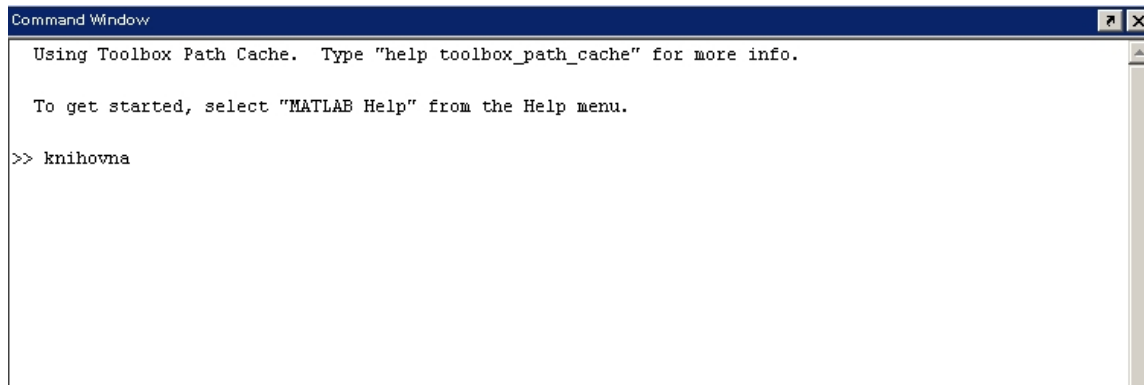 Command Window
Using Toolbox Path Cache.  Type "help toolbox_path_cache" for more info.
To get started, select "MATLAB Help" from the Help menu.
>> knihovna